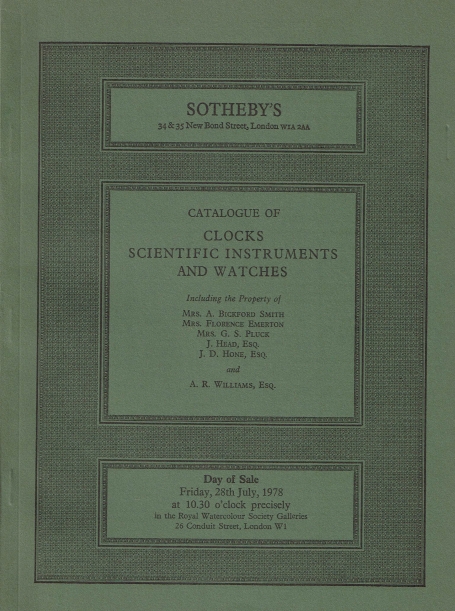 SOTHEBY'S
34 & 35 New Bond Street, London W1A 2AA
CATALOGUE OF
CLOCKS
SCIENTIFIC INSTRUMENTS
AND WATCHES
Including the Property of
MRS. A. BICKFORD SMITH
MRS. FLORENCE EMERTON
MRS. G. S. PLUCK
J. HEAD, ESQ.
J. D. HONE, ESQ.
and
A. R. WILLIAMS, ESQ.
Day of Sale
Friday, 28th July, 1978
at 10.30 o'clock precisely
in the Royal Watercolour Society Galleries
26 Conduit Street, London W1